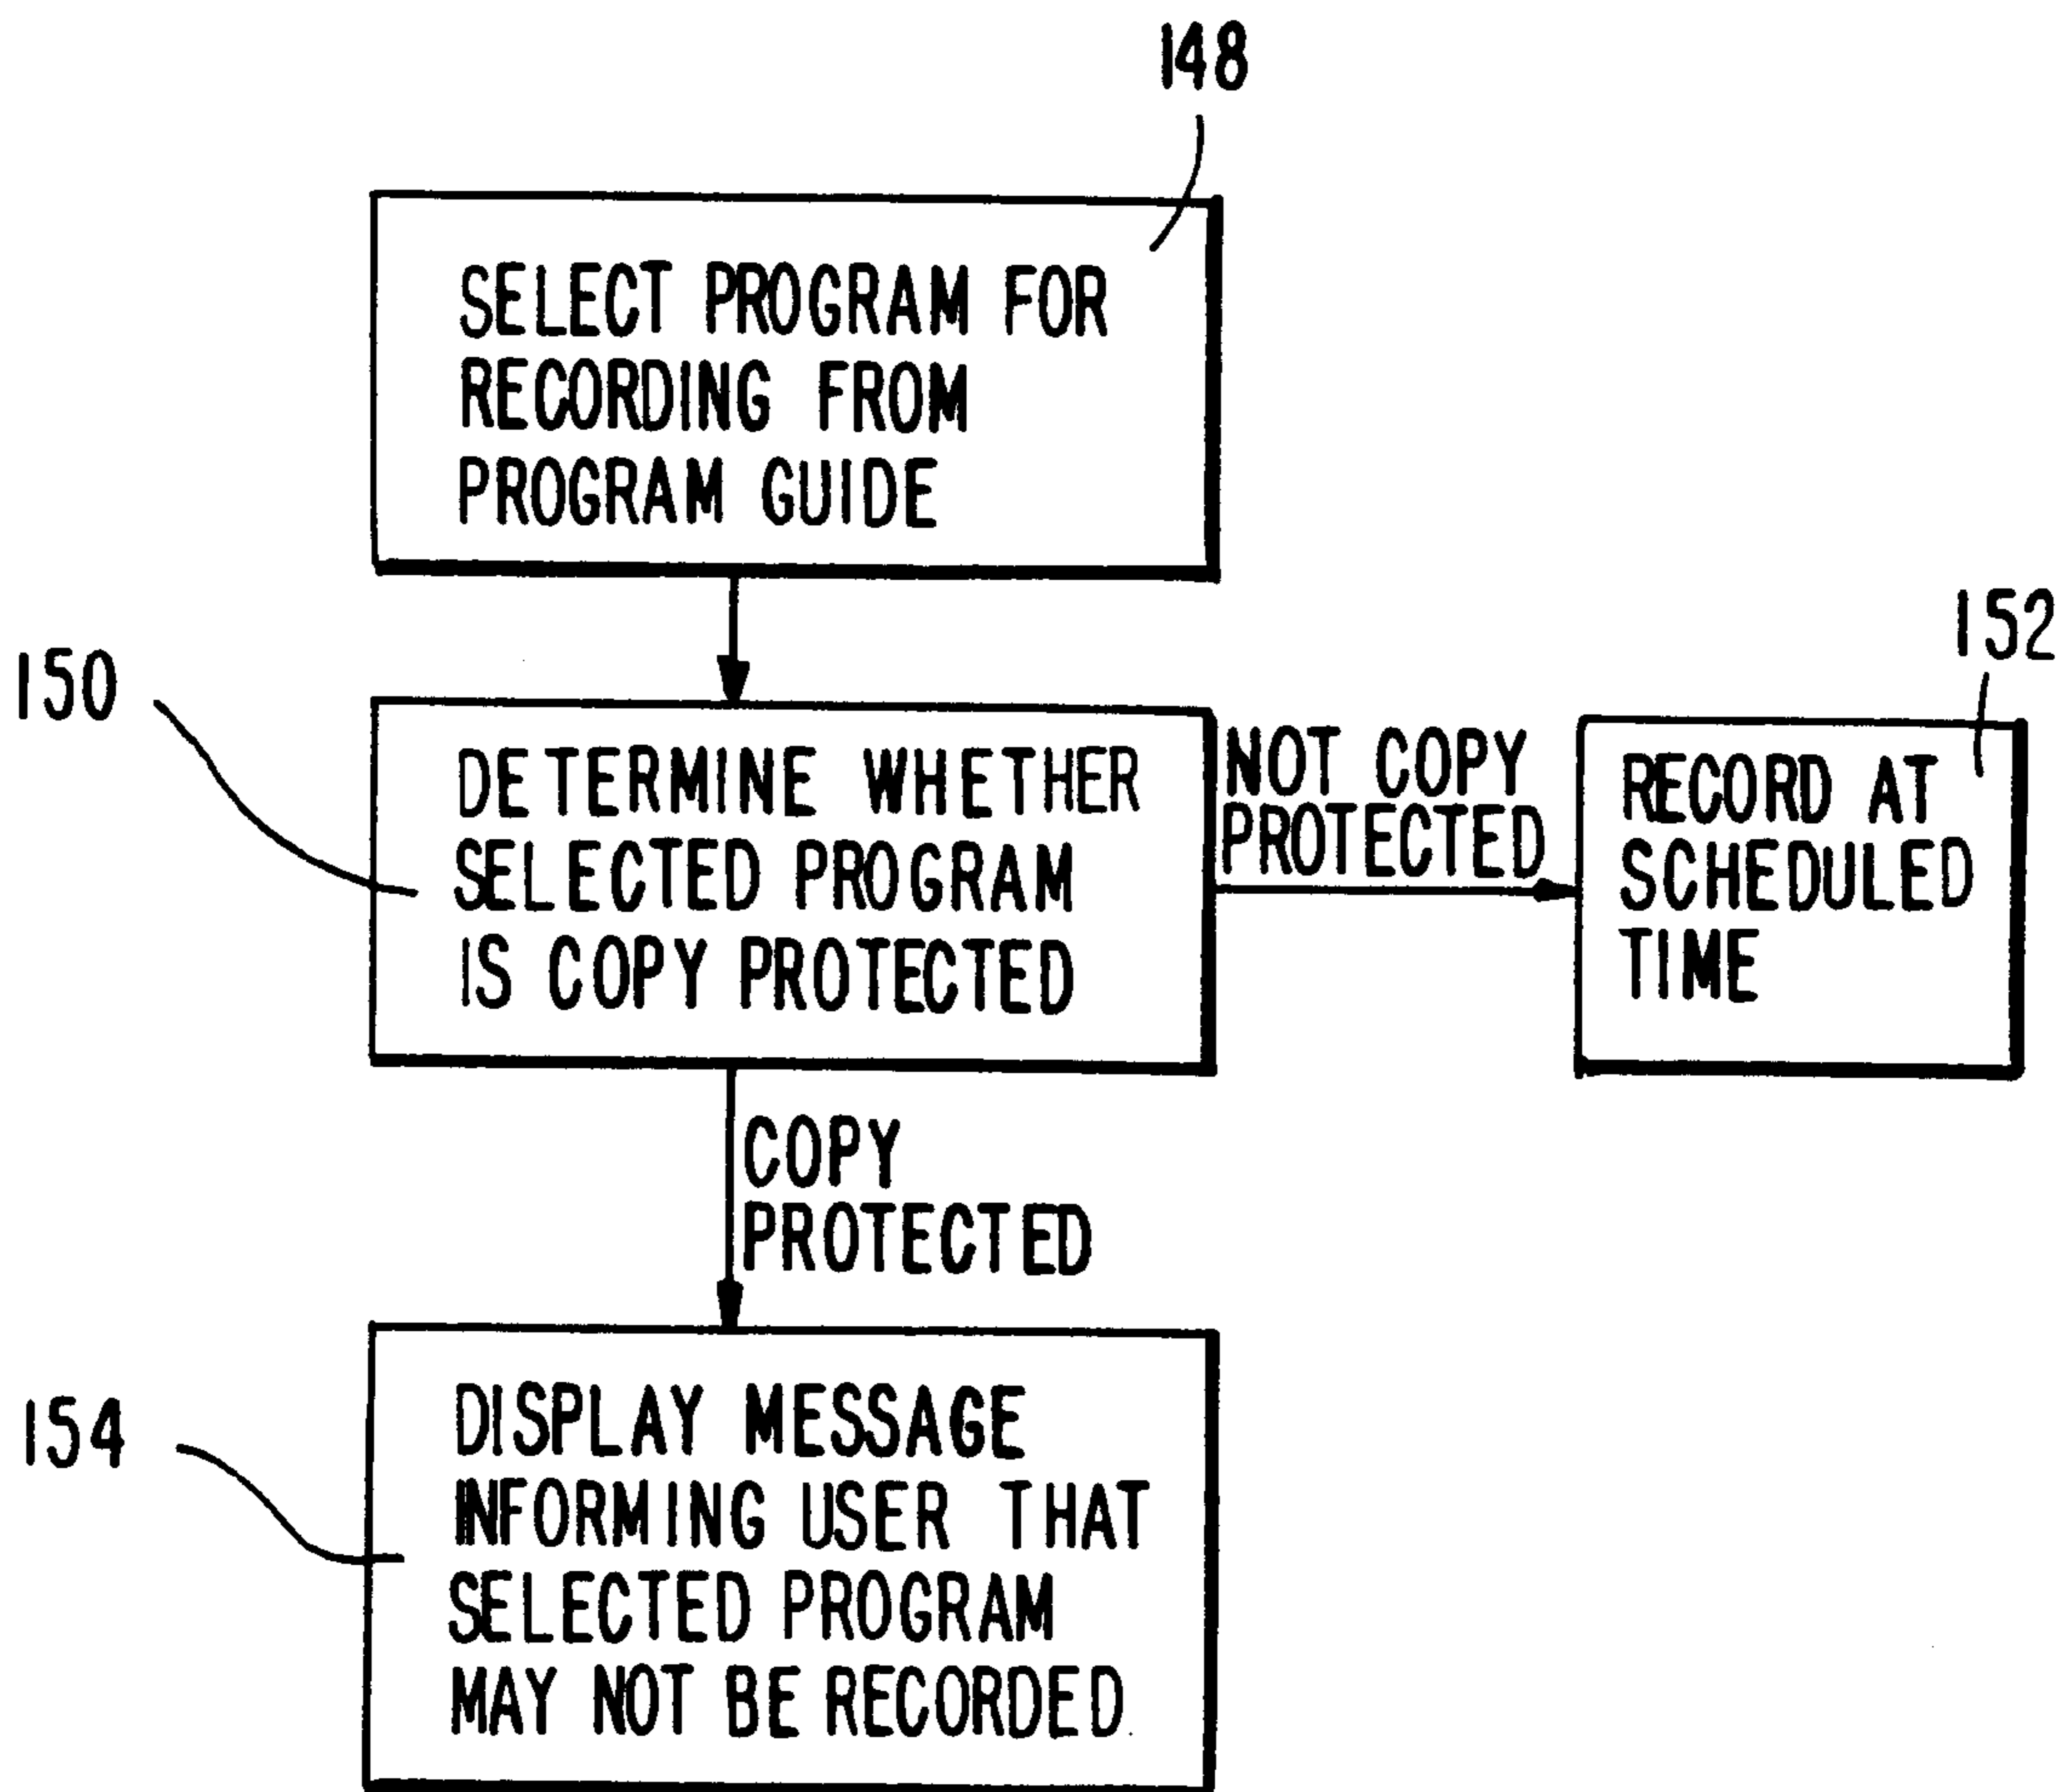 148
SELECT PROGRAM FOR
RECORDING FROM
PROGRAM GUIDE
150
DETERMINE WHETHER
SELECTED PROGRAM
IS COPY PROTECTED
NOT COPY
PROTECTED
152
RECORD AT
SCHEDULED
TIME
COPY
PROTECTED
154
DISPLAY MESSAGE
INFORMING USER THAT
SELECTED PROGRAM
MAY NOT BE RECORDED